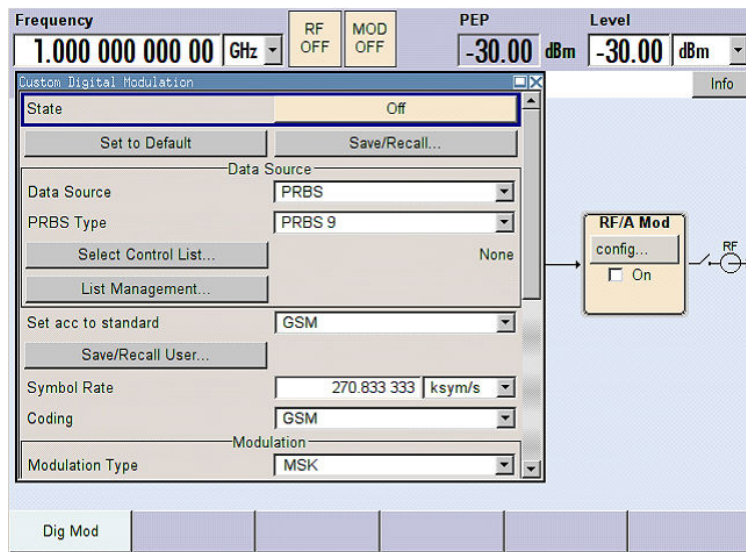 Frequency
RF OFF
MOD OFF
PEP
Level
1.000 000 000 00 GHz
-30.00 dBm
-30.00 dBm
Custom Digital Modulation
Info
State
Off
Set to Default
Save/Recall...
Data Source
Data Source
PRBS
PRBS Type
PRBS 9
Select Control List...
None
List Management...
Set acc to standard
GSM
Save/Recall User...
Symbol Rate
270.833 333 ksym/s
Coding
GSM
Modulation
Modulation Type
MSK
RF/A Mod
config...
On
RF
Dig Mod